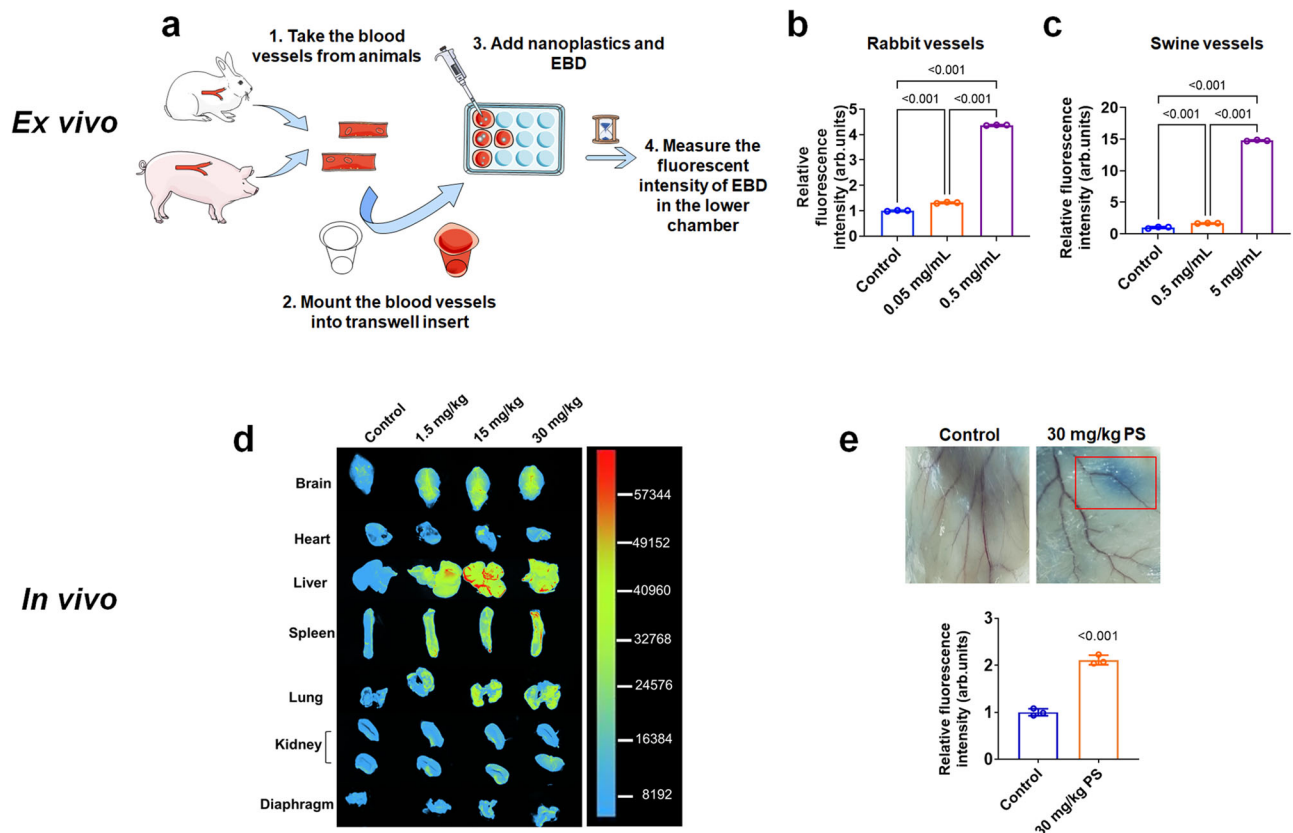 Ex vivo
a
1. Take the blood
vessels from animals
3. Add nanoplastics and
EBD
4. Measure the
fluorescent
intensity of EBD
in the lower
chamber
2. Mount the blood vessels
into transwell insert
b
Rabbit vessels
<0.001
<0.001 <0.001
Relative
fluorescence
intensity (arb.units)
5
4
3
2
1
0
Control
0.05 mg/mL
0.5 mg/mL
c
Swine vessels
<0.001
<0.001 <0.001
Relative fluorescence
intensity (arb.units)
25
20
15
10
5
0
Control
0.5 mg/mL
5 mg/mL
In vivo
d
Control
1.5 mg/kg
15 mg/kg
30 mg/kg
Brain
Heart
Liver
Spleen
Lung
Kidney
Diaphragm
57344
49152
40960
32768
24576
16384
8192
e
Control
30 mg/kg PS
Relative fluorescence
intensity (arb.units)
3
2
1
0
<0.001
Control
30 mg/kg PS